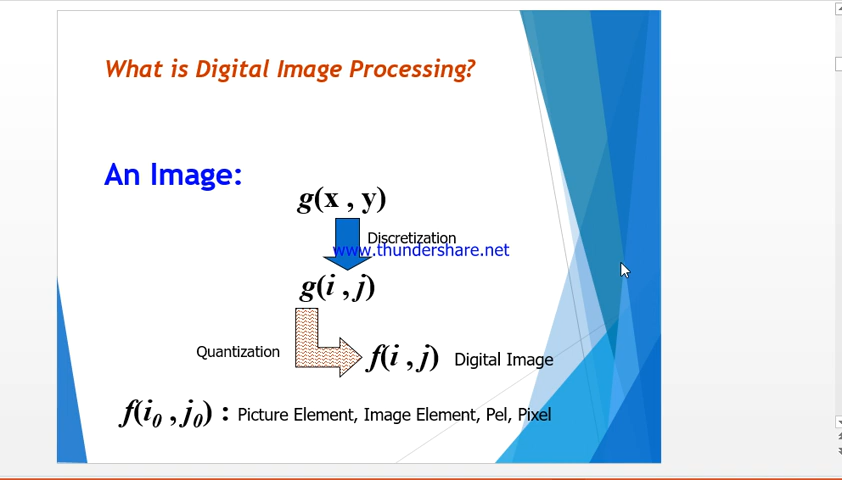 What is Digital Image Processing?
An Image:
g(x , y)
Discretization
www.thundershare.net
g(i , j)
Quantization
f(i , j) Digital Image
f(i₀ , j₀) : Picture Element, Image Element, Pel, Pixel